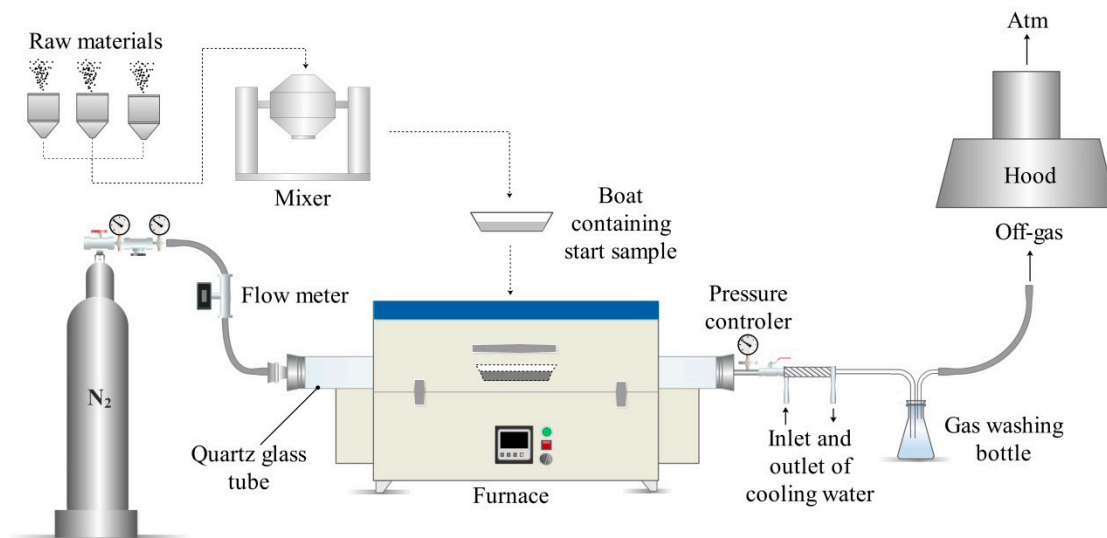 Raw materials
Mixer
Boat
containing
start sample
Atm
Hood
Off-gas
Flow meter
N₂
Quartz glass
tube
Furnace
Pressure
controler
Inlet and
outlet of
cooling water
Gas washing
bottle